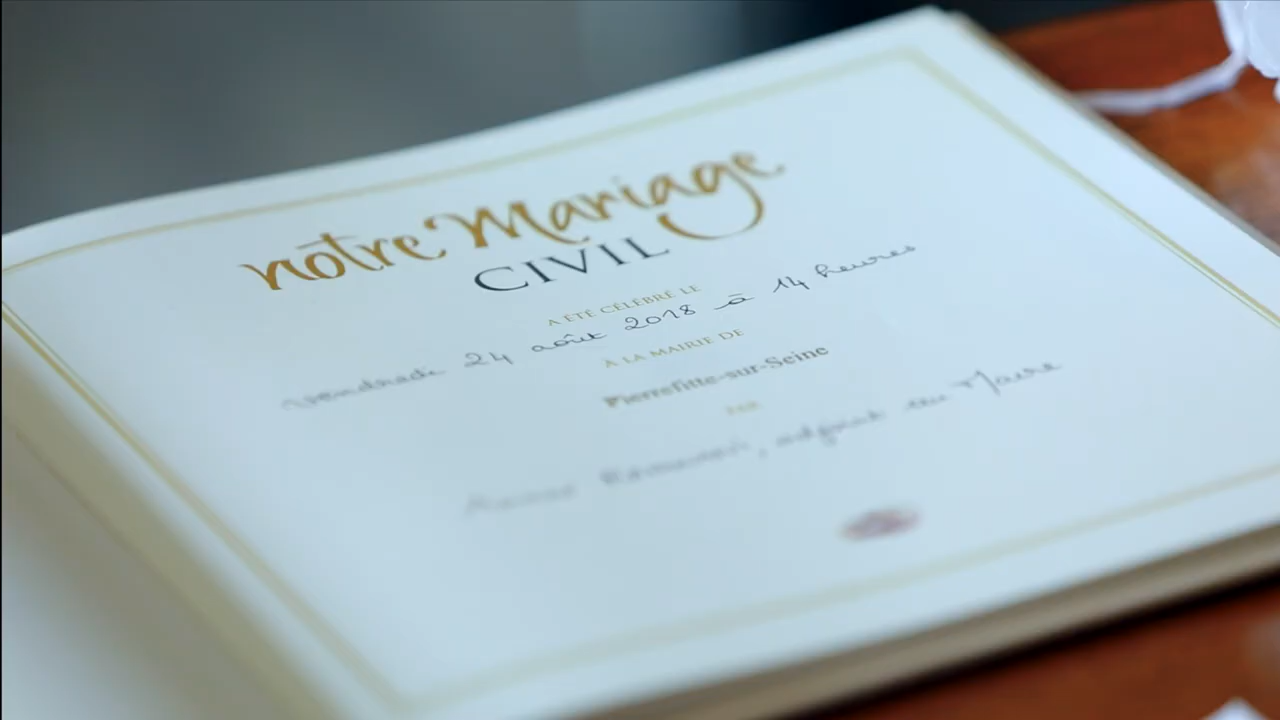 notre Mariage
CIVIL
A ÉTÉ CÉLÉBRÉ LE
vendredi 24 août 2018 à 14 heures
À LA MAIRIE DE
Pierrefitte-sur-Seine
PAR
adjoint au Maire